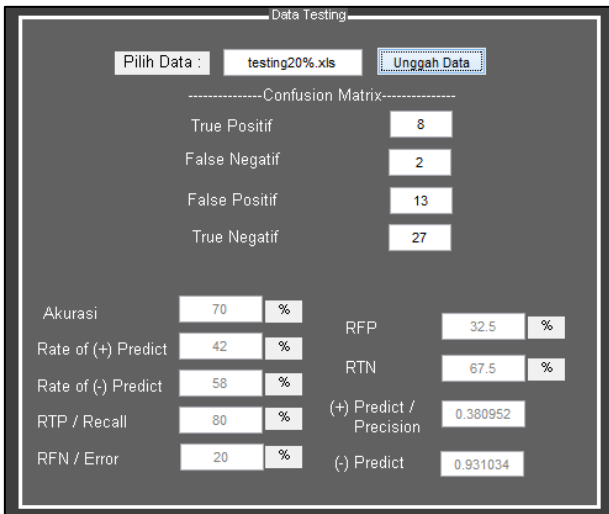 Data Testing
Pilih Data : testing20%.xls Unggah Data
---------------Confusion Matrix---------------
True Positif 8
False Negatif 2
False Positif 13
True Negatif 27
Akurasi 70 %
Rate of (+) Predict 42 %
Rate of (-) Predict 58 %
RTP / Recall 80 %
RFN / Error 20 %
RFP 32.5 %
RTN 67.5 %
(+) Predict /
Precision 0.380952
(-) Predict 0.931034